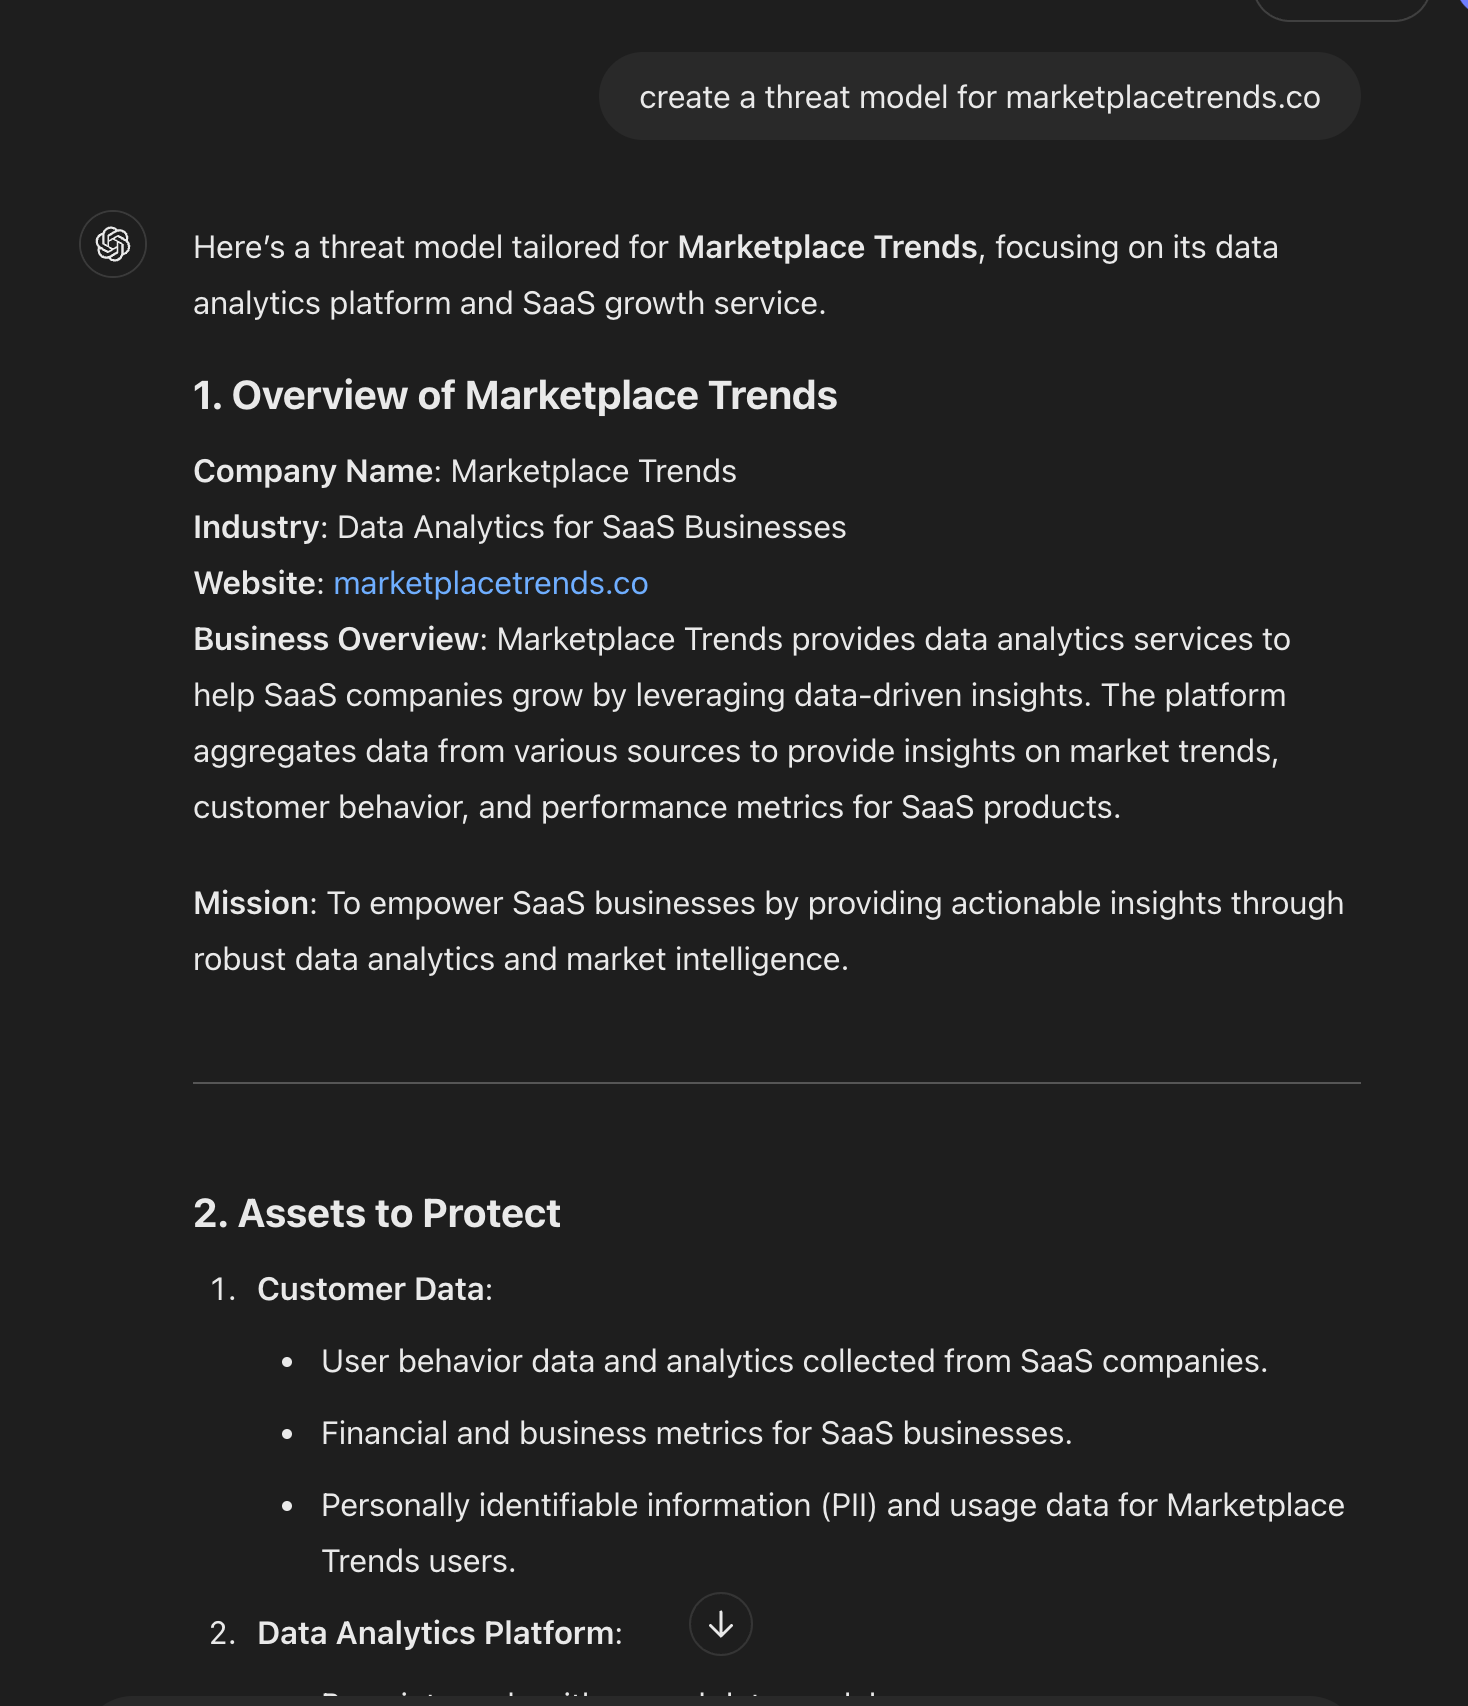 create a threat model for marketplacetrends.co
Here’s a threat model tailored for Marketplace Trends, focusing on its data
analytics platform and SaaS growth service.
1. Overview of Marketplace Trends
Company Name: Marketplace Trends
Industry: Data Analytics for SaaS Businesses
Website: marketplacetrends.co
Business Overview: Marketplace Trends provides data analytics services to
help SaaS companies grow by leveraging data-driven insights. The platform
aggregates data from various sources to provide insights on market trends,
customer behavior, and performance metrics for SaaS products.
Mission: To empower SaaS businesses by providing actionable insights through
robust data analytics and market intelligence.
2. Assets to Protect
1. Customer Data:
• User behavior data and analytics collected from SaaS companies.
• Financial and business metrics for SaaS businesses.
• Personally identifiable information (PII) and usage data for Marketplace
Trends users.
2. Data Analytics Platform: